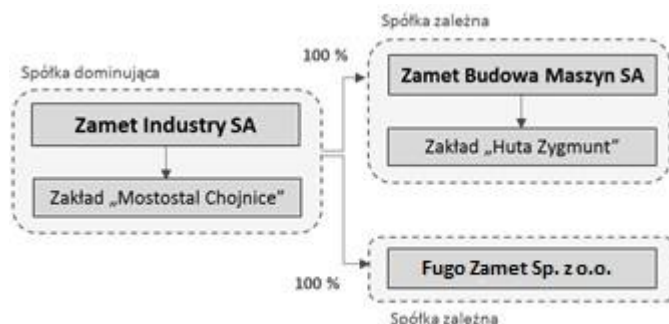 Spółka zależna
100 %
Zamet Budowa Maszyn SA
Spółka dominująca
Zamet Industry SA
Zakład „Huta Zygmunt”
Zakład „Mostostal Chojnice”
Fugo Zamet Sp. z o.o.
100 %
Spółka zależna